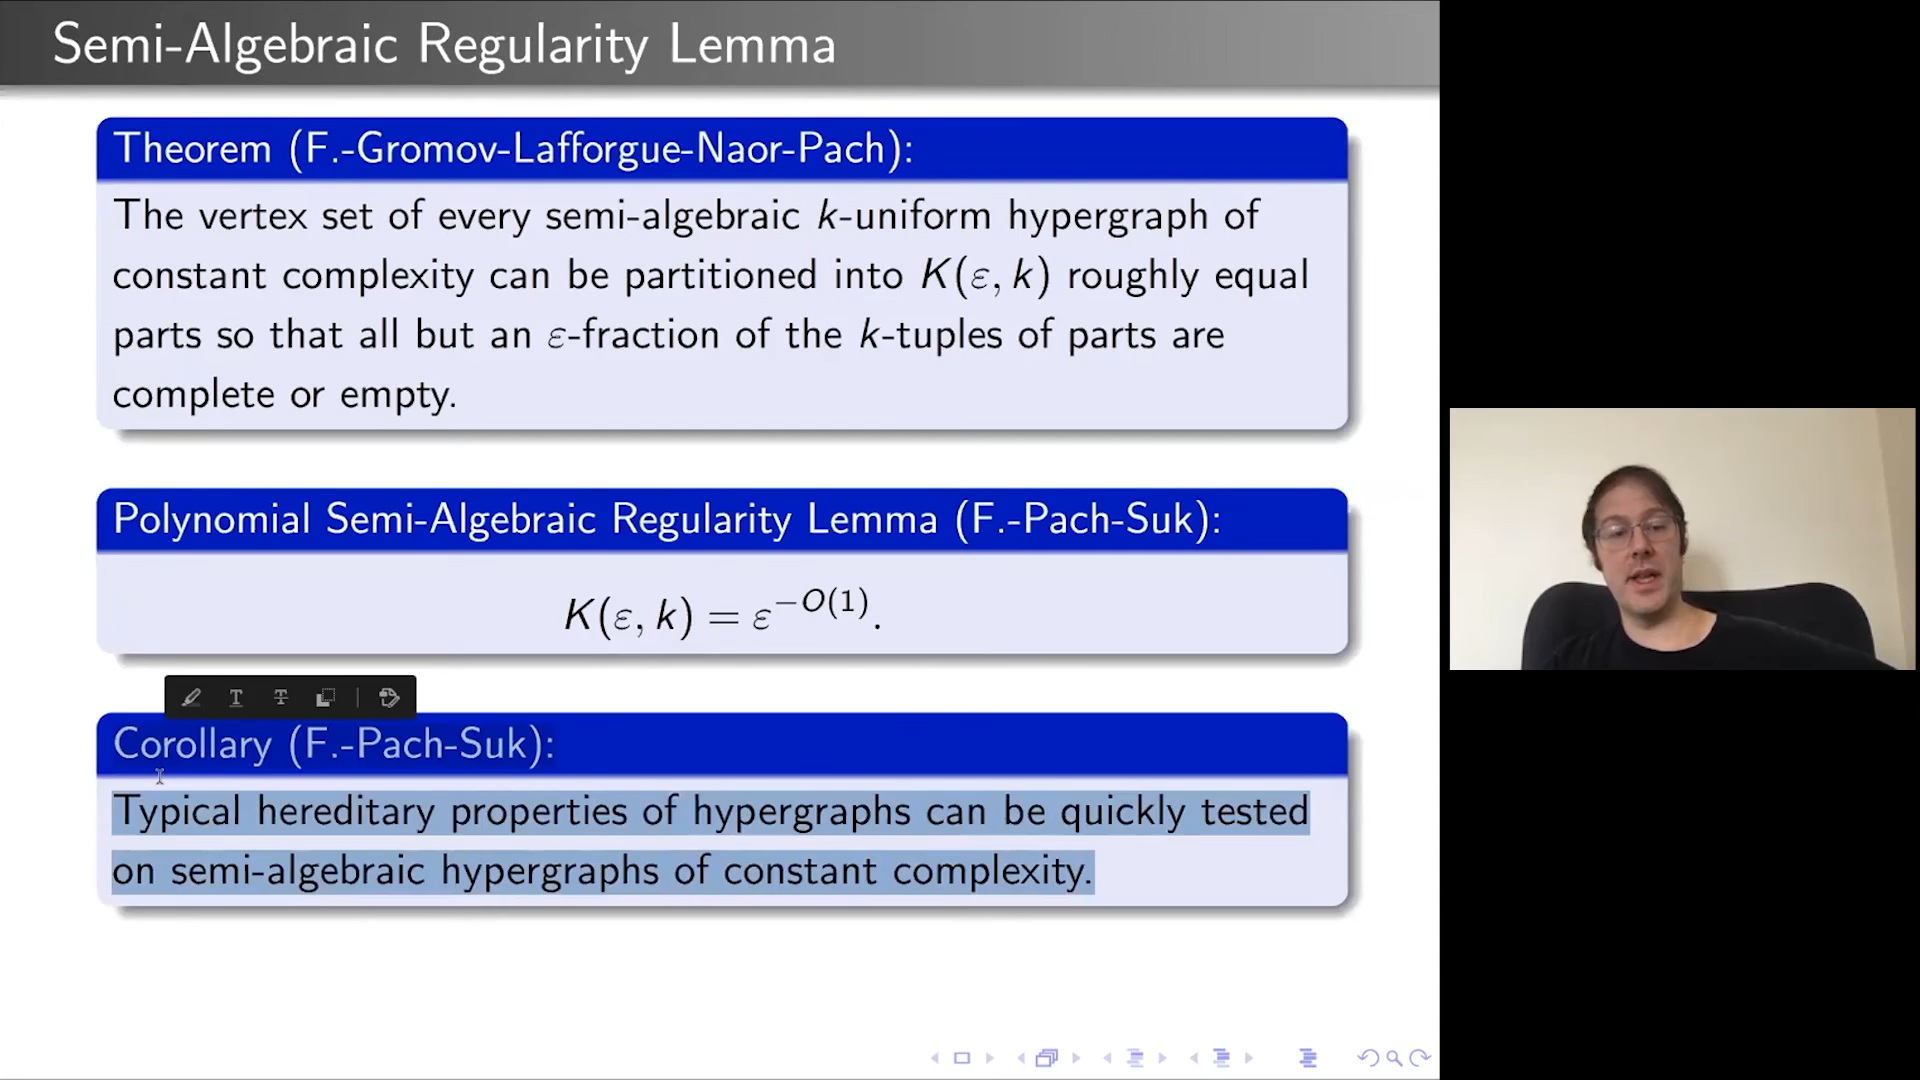 Semi-Algebraic Regularity Lemma
Theorem (F.-Gromov-Lafforgue-Naor-Pach):
The vertex set of every semi-algebraic k-uniform hypergraph of
constant complexity can be partitioned into K(ε, k) roughly equal
parts so that all but an ε-fraction of the k-tuples of parts are
complete or empty.
Polynomial Semi-Algebraic Regularity Lemma (F.-Pach-Suk):
K(ε, k) = ε^{-O(1)}.
Corollary (F.-Pach-Suk):
Typical hereditary properties of hypergraphs can be quickly tested
on semi-algebraic hypergraphs of constant complexity.